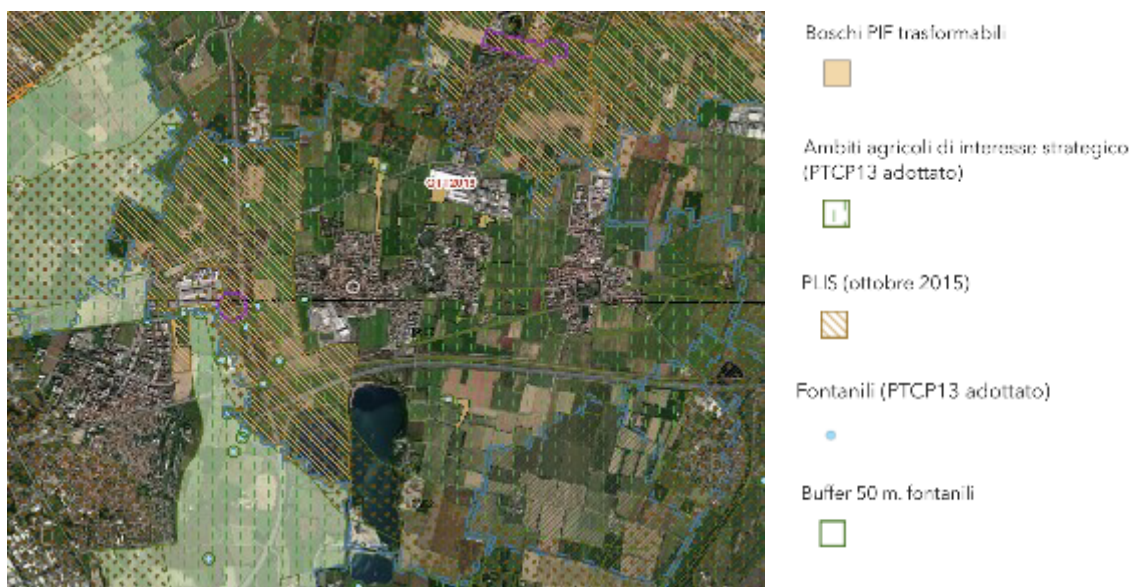 Boschi PIF trasformabili
Ambiti agricoli di interesse strategico
(PTCP13 adottato)
PLIS (ottobre 2015)
Fontanili (PTCP13 adottato)
Buffer 50 m. fontanili